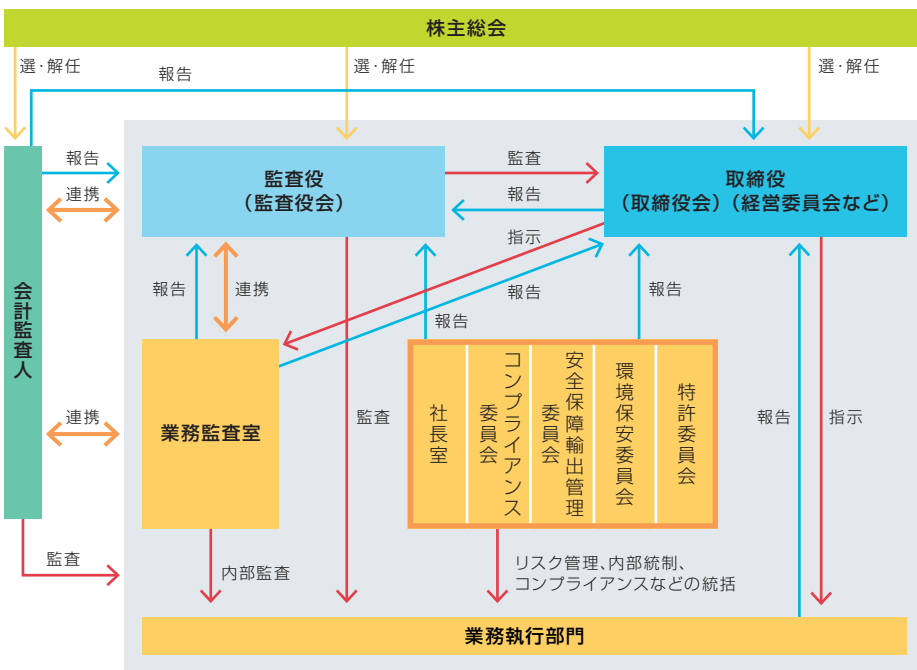 株主総会
選・解任
報告
選・解任
選・解任
報告
連携
監査役
（監査役会）
監査
報告
取締役
（取締役会）（経営委員会など）
指示
会計監査人
報告
連携
報告
報告
報告
連携
業務監査室
監査
社長室
コンプライアンス
委員会
安全保障輸出管理
委員会
環境保安委員会
特許委員会
報告
指示
監査
内部監査
リスク管理、内部統制、
コンプライアンスなどの統括
業務執行部門